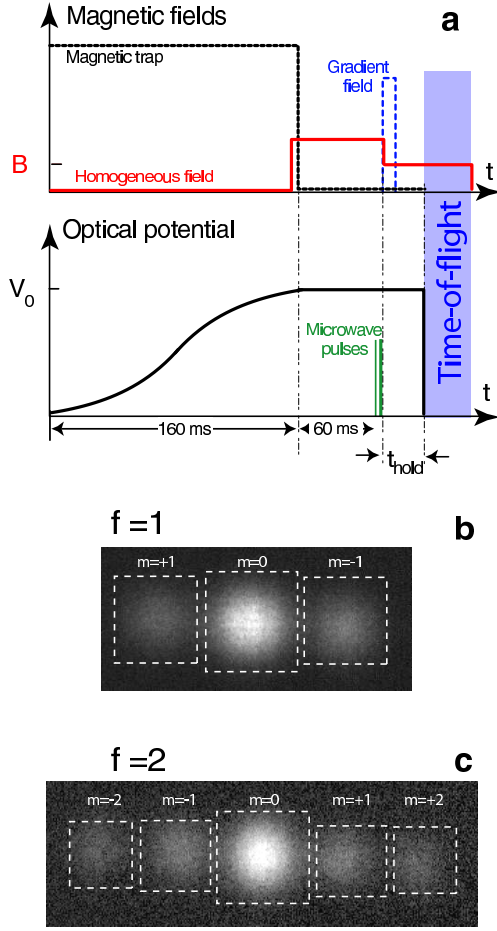 Magnetic fields
a
Magnetic trap
Gradient
field
B
Homogeneous field
t
Optical potential
V0
Microwave
pulses
Time-of-flight
t
160 ms
60 ms
thold
f =1
b
m=+1
m=0
m=-1
f =2
c
m=-2
m=-1
m=0
m=+1
m=+2